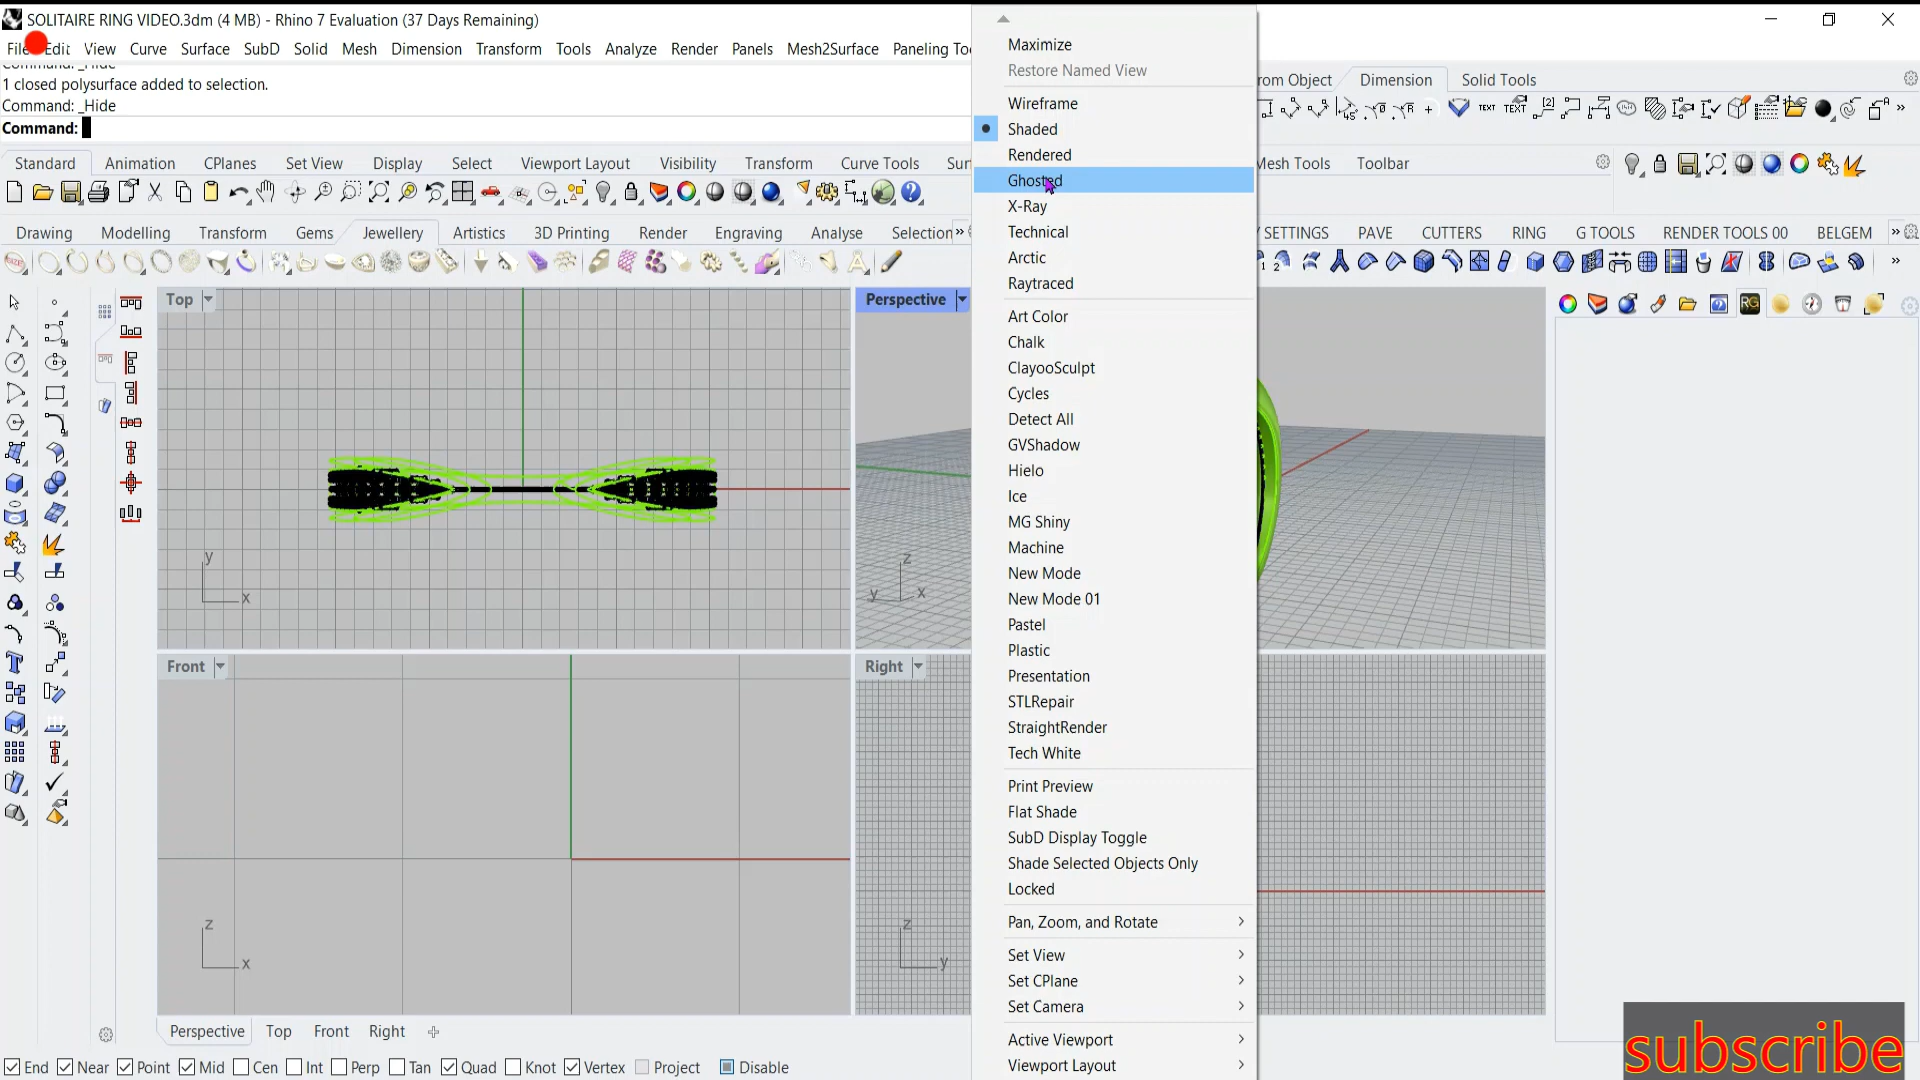 SOLITAIRE RING VIDEO.3dm (4 MB) - Rhino 7 Evaluation (37 Days Remaining)
File Edit View Curve Surface SubD Solid Mesh Dimension Transform Tools Analyze Render Panels Mesh2Surface
1 closed polysurface added to selection.
Command: _Hide
Command:
Dimension Solid Tools
Standard Animation CPlanes Set View Display Select Viewport Layout Visibility Transform Curve Tools
Mesh Tools Toolbar
Drawing Modelling Transform Gems Jewellery Artistics 3D Printing Render Engraving Analyse Selection
SETTINGS PAVE CUTTERS RING G TOOLS RENDER TOOLS 00 BELGEM
Maximize
Restore Named View
Wireframe
Shaded
Rendered
Ghosted
X-Ray
Technical
Arctic
Raytraced
Art Color
Chalk
ClayooSculpt
Cycles
Detect All
GVShadow
Hielo
Ice
MG Shiny
Machine
New Mode
New Mode 01
Pastel
Plastic
Presentation
STLRepair
StraightRender
Tech White
Print Preview
Flat Shade
SubD Display Toggle
Shade Selected Objects Only
Locked
Pan, Zoom, and Rotate
Set View
Set CPlane
Set Camera
Active Viewport
Viewport Layout
Top
Perspective
y
x
z
y x
Front
Right
z
x
z
y
Perspective Top Front Right
End Near Point Mid Cen Int Perp Tan Quad Knot Vertex Project Disable
subscribe